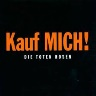 Kauf MICH!
DIE TOTEN HOSEN